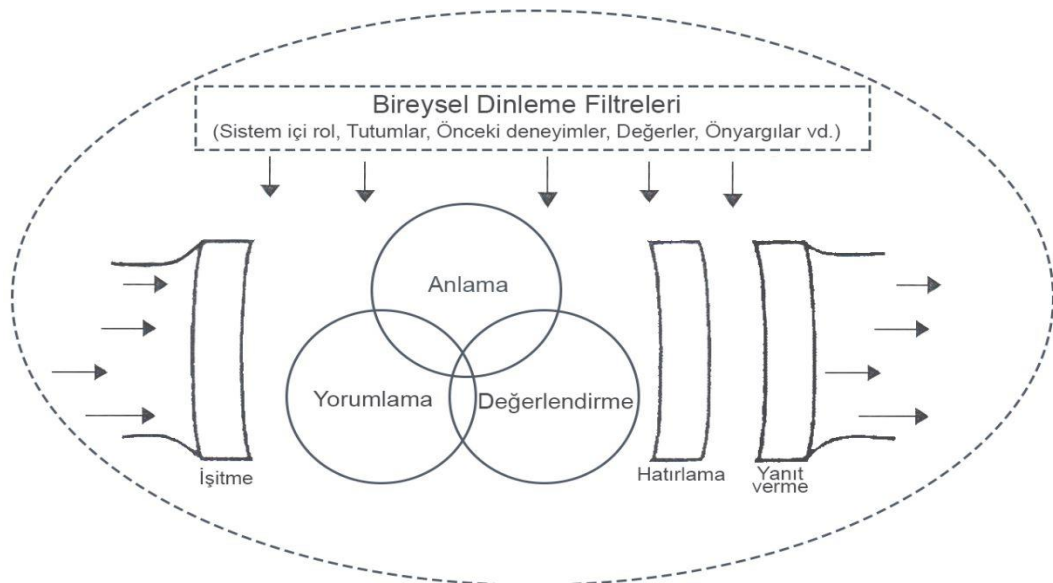 Bireysel Dinleme Filtreleri
(Sistem içi rol, Tutumlar, Önceki deneyimler, Değerler, Önyargılar vd.)
Anlama
Yorumlama
Değerlendirme
İşitme
Hatırlama
Yanıt
verme